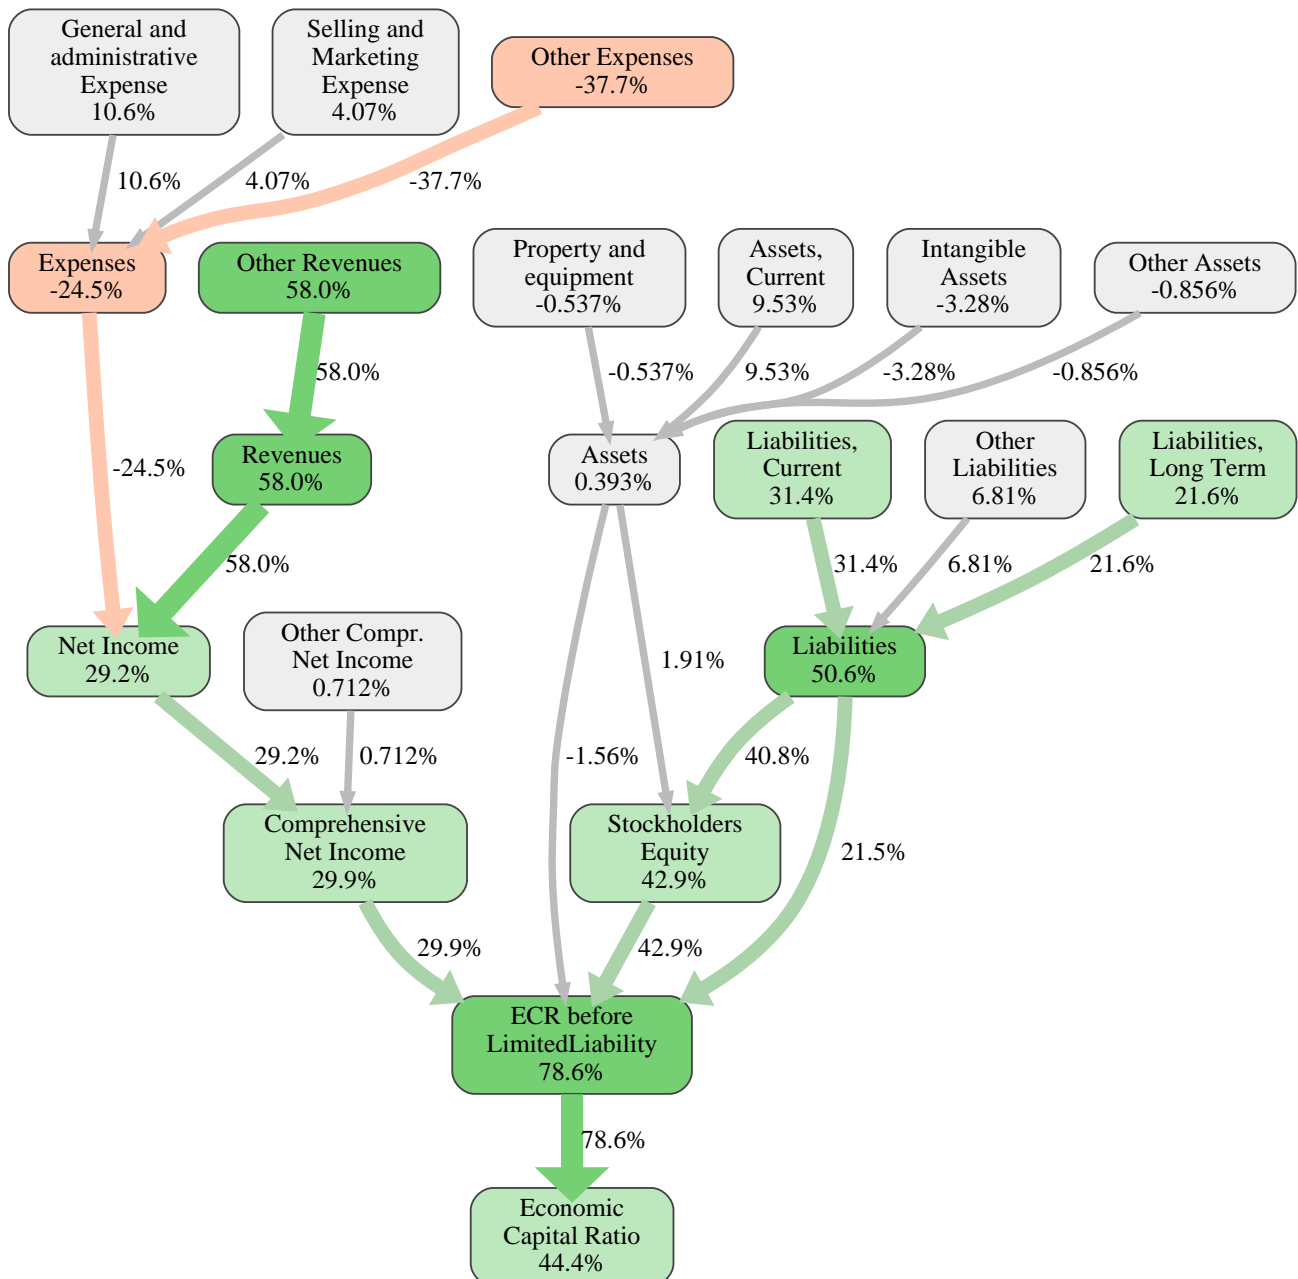 General and
administrative
Expense
10.6%
Selling and
Marketing
Expense
4.07%
Other Expenses
-37.7%
10.6%
4.07%
-37.7%
Expenses
-24.5%
Other Revenues
58.0%
Property and
equipment
-0.537%
Assets,
Current
9.53%
Intangible
Assets
-3.28%
Other Assets
-0.856%
58.0%
-0.537%
9.53%
-3.28%
-0.856%
-24.5%
Revenues
58.0%
Assets
0.393%
Liabilities,
Current
31.4%
Other
Liabilities
6.81%
Liabilities,
Long Term
21.6%
58.0%
31.4%
6.81%
21.6%
Net Income
29.2%
Other Compr.
Net Income
0.712%
1.91%
Liabilities
50.6%
29.2%
0.712%
-1.56%
40.8%
Comprehensive
Net Income
29.9%
Stockholders
Equity
42.9%
21.5%
29.9%
42.9%
ECR before
LimitedLiability
78.6%
78.6%
Economic
Capital Ratio
44.4%